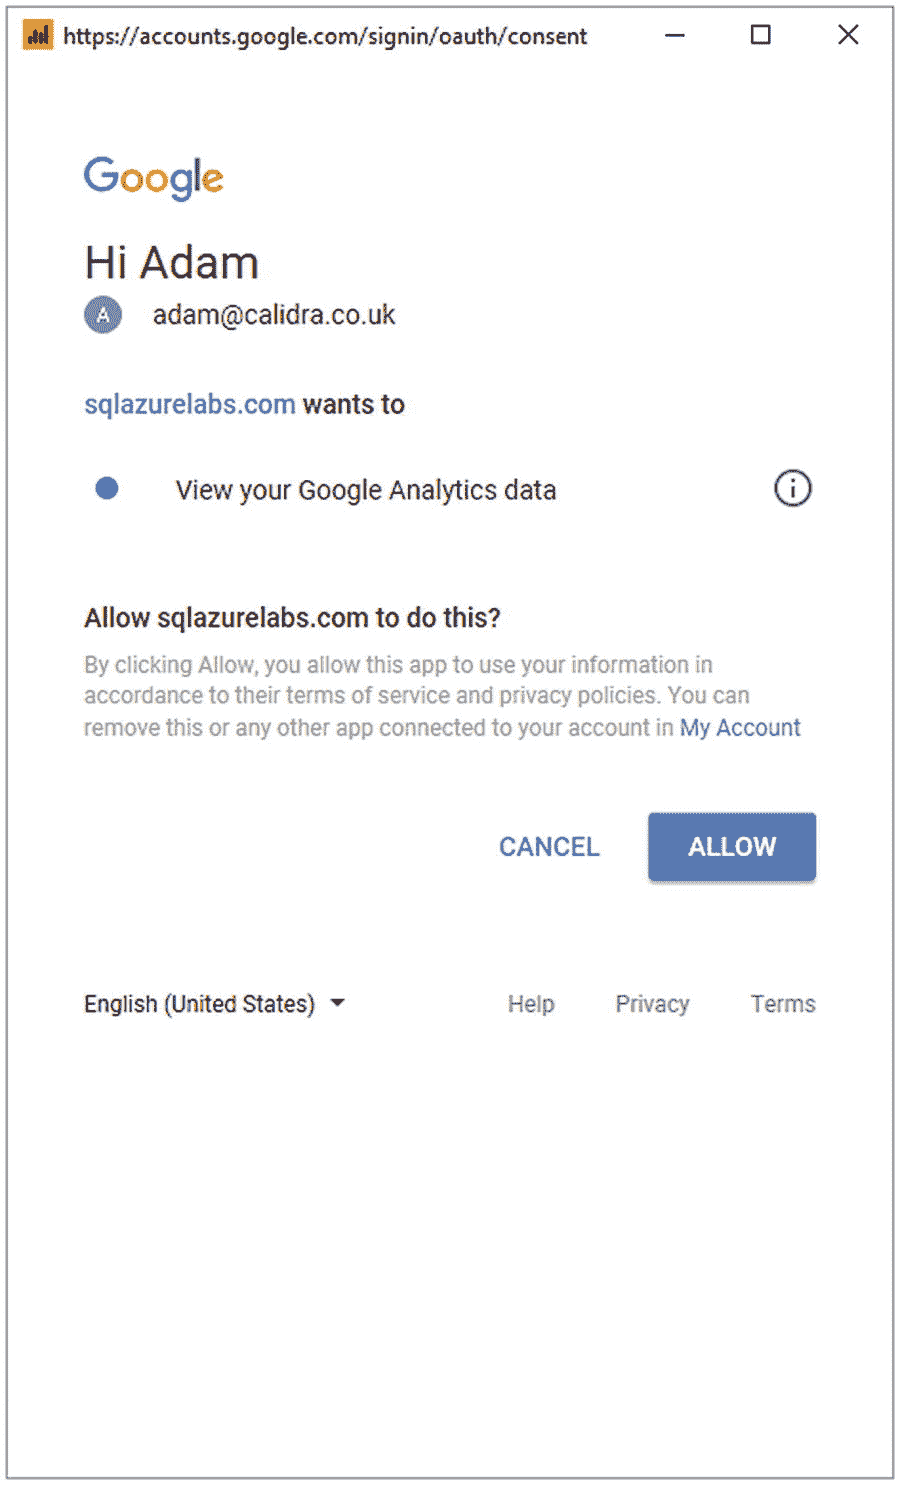 https://accounts.google.com/signin/oauth/consent
Google
Hi Adam
A adam@calidra.co.uk
sqlazurelabs.com wants to
View your Google Analytics data
Allow sqlazurelabs.com to do this?
By clicking Allow, you allow this app to use your information in
accordance to their terms of service and privacy policies. You can
remove this or any other app connected to your account in My Account
CANCEL ALLOW
English (United States) Help Privacy Terms